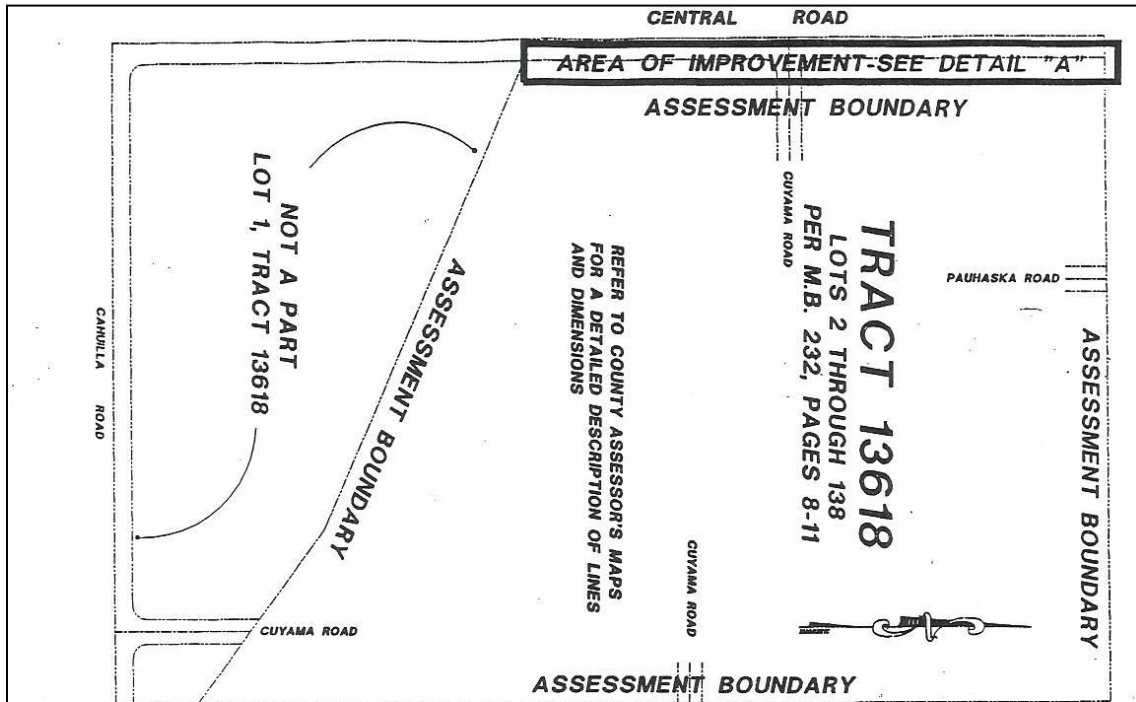 CENTRAL ROAD
AREA OF IMPROVEMENT-SEE DETAIL "A"
ASSESSMENT BOUNDARY
CUYAMA ROAD
TRACT 13618
LOTS 2 THROUGH 138
PER M.B. 232, PAGES 8-11
PAUHASKA ROAD
ASSESSMENT BOUNDARY
NOT A PART
LOT 1, TRACT 13618
CAHUILLA ROAD
ASSESSMENT BOUNDARY
REFER TO COUNTY ASSESSOR'S MAPS
FOR A DETAILED DESCRIPTION OF LINES
AND DIMENSIONS
CUYAMA ROAD
CUYAMA ROAD
ASSESSMENT BOUNDARY